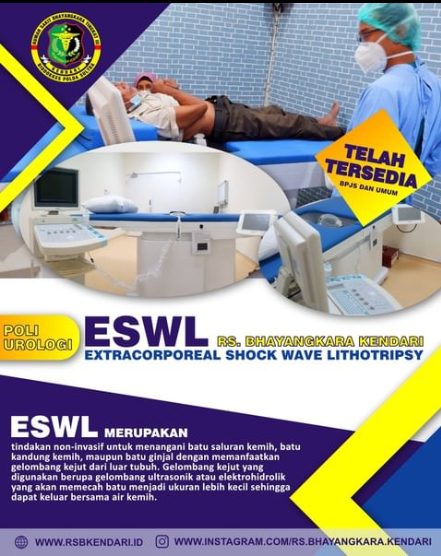 KENDARI
TELAH
TERSEDIA
BPJS DAN UMUM
POLI
UROLOGI
ESWL RS. BHAYANGKARA KENDARI
EXTRACORPOREAL SHOCK WAVE LITHOTRIPSY
ESWL MERUPAKAN
tindakan non-invasif untuk menangani batu saluran kemih, batu
kandung kemih, maupun batu ginjal dengan memanfaatkan
gelombang kejut dari luar tubuh. Gelombang kejut yang
digunakan berupa gelombang ultrasonik atau elektrohidrolik
yang akan memecah batu menjadi ukuran lebih kecil sehingga
dapat keluar bersama air kemih.
WWW.RSBKENDARI.ID
WWW.INSTAGRAM.COM/RS.BHAYANGKARA.KENDARI